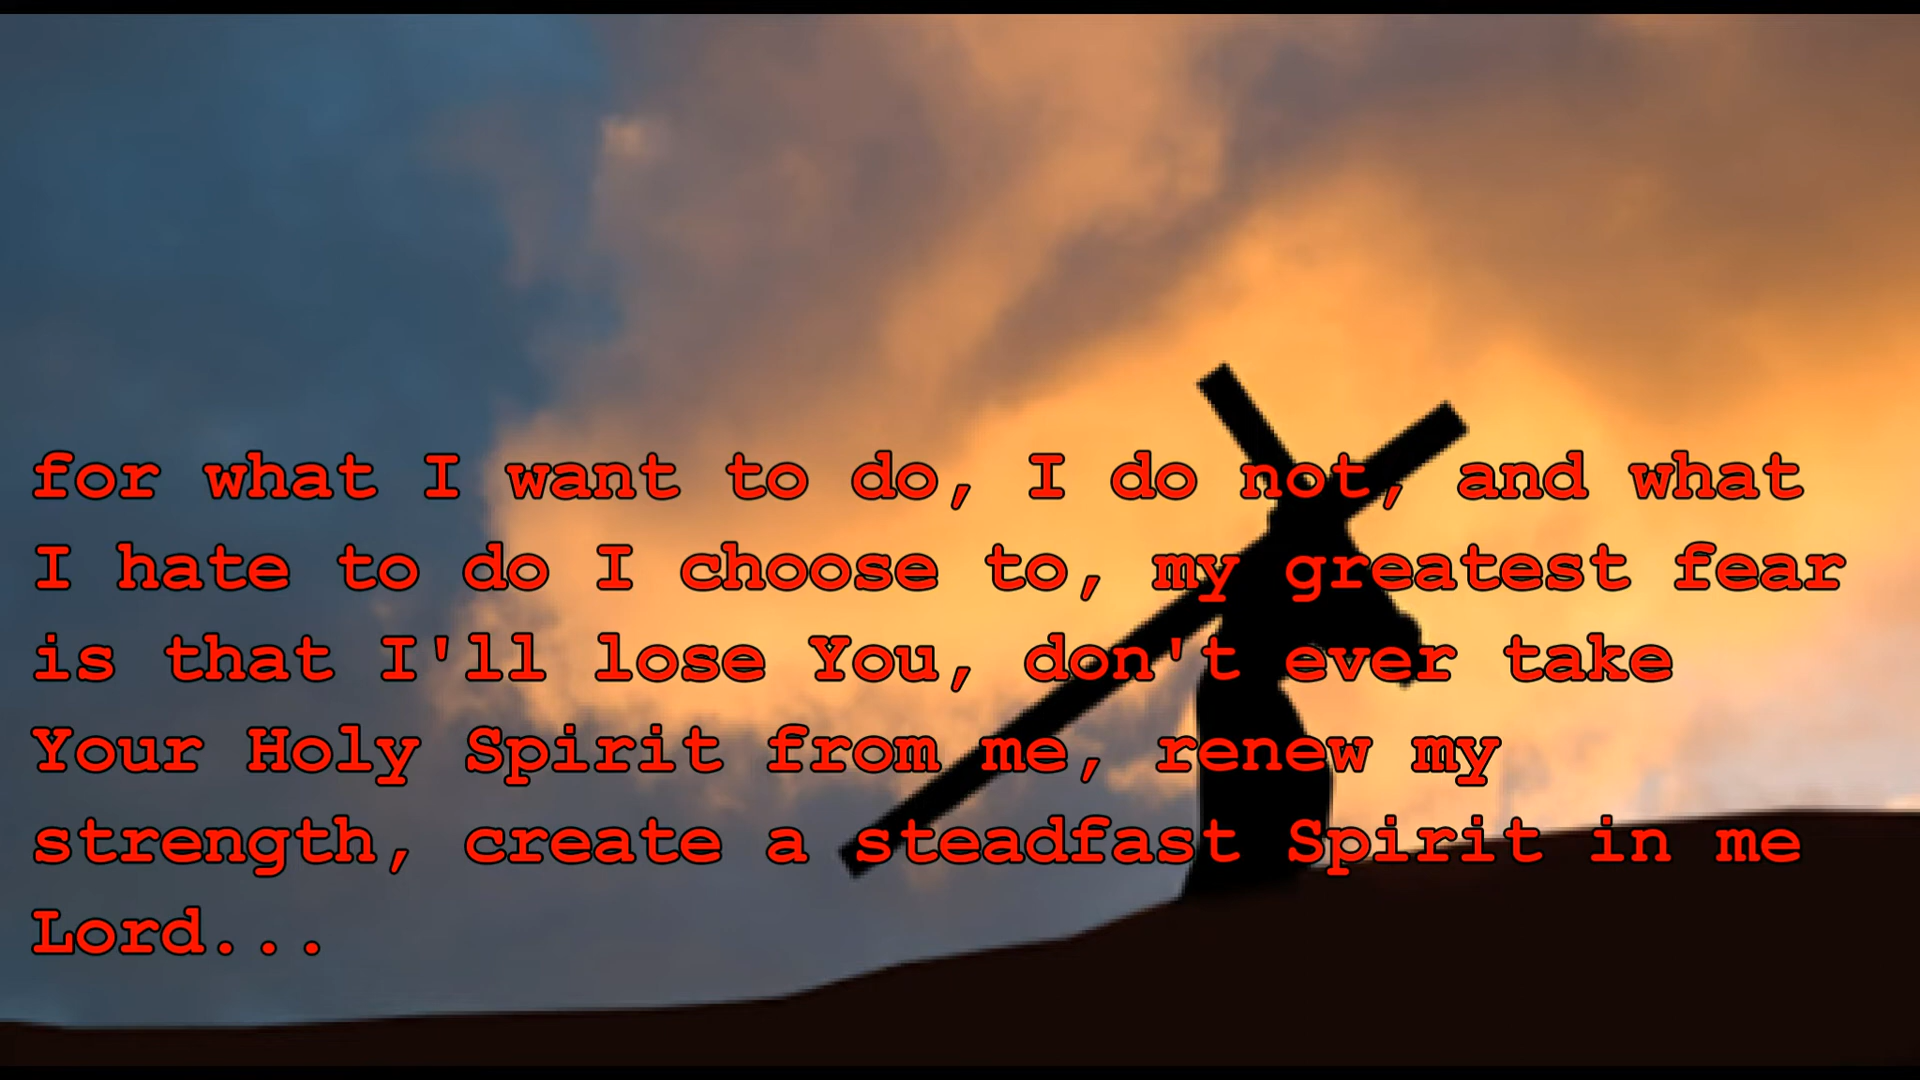 for what I want to do, I do not, and what
I hate to do I choose to, my greatest fear
is that I'll lose You, don't ever take
Your Holy Spirit from me, renew my
strength, create a steadfast Spirit in me
Lord...